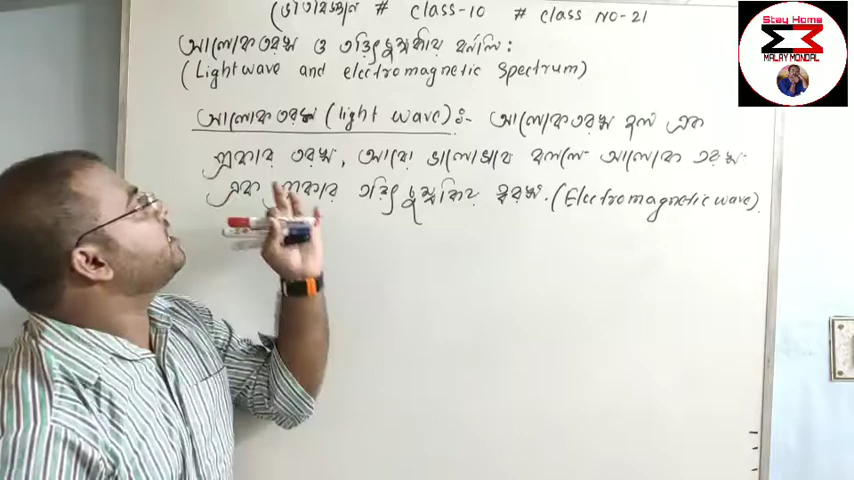 (ভৌতবিজ্ঞান # class-10 # class NO-21
আলোকতরঙ্গ ও তড়িৎচুম্বকীয় বর্ণালি:
(Light wave and electromagnetic Spectrum)
আলোকতরঙ্গ (light wave):- আলোকতরঙ্গ হল এক
প্রকার তরঙ্গ, আরো ভালোভাবে বললে আলোক তরঙ্গ
এক প্রকার তড়িৎ চুম্বকীয় তরঙ্গ. (Electromagnetic wave).
Stay Home
MALAY MONDAL